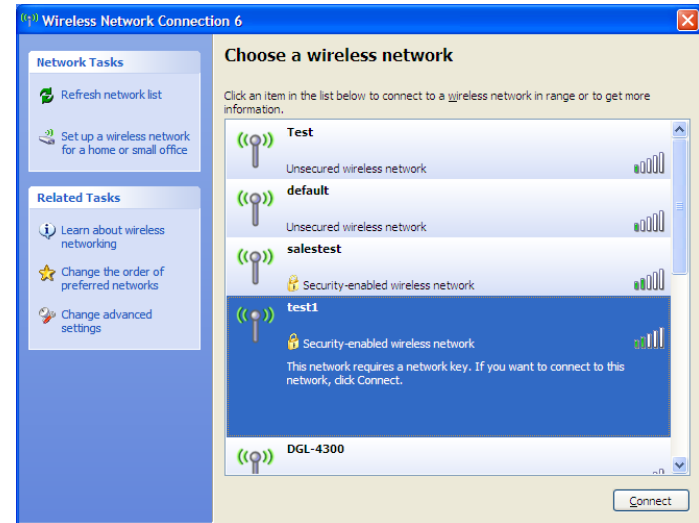 Wireless Network Connection 6
Network Tasks
Refresh network list
Set up a wireless network
for a home or small office
Related Tasks
Learn about wireless
networking
Change the order of
preferred networks
Change advanced
settings
Choose a wireless network
Click an item in the list below to connect to a wireless network in range or to get more
information.
Test
Unsecured wireless network
default
Unsecured wireless network
salestest
Security-enabled wireless network
test1
Security-enabled wireless network
This network requires a network key. If you want to connect to this
network, click Connect.
DGL-4300
Connect